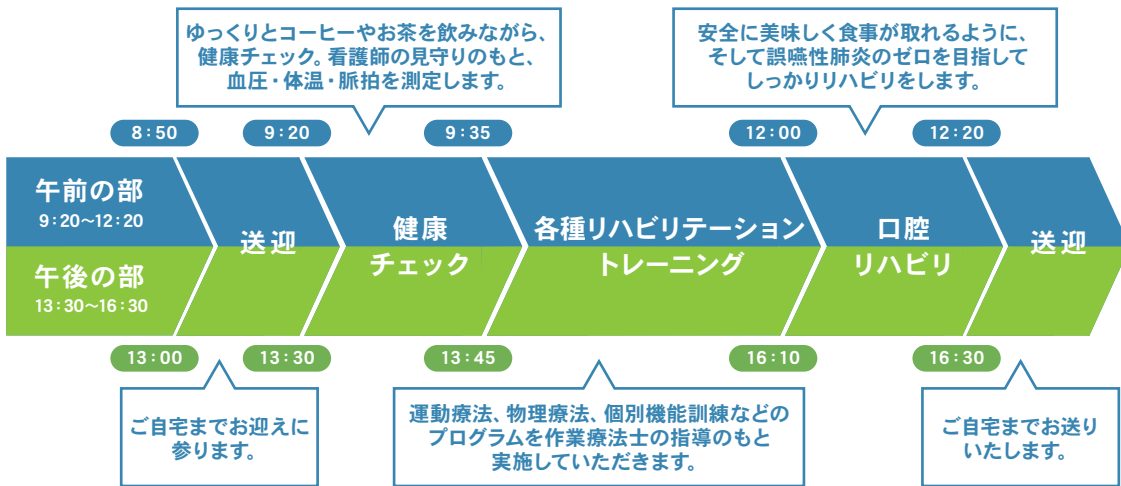 ゆっくりとコーヒーやお茶を飲みながら、
健康チェック。看護師の見守りのもと、
血圧・体温・脈拍を測定します。
安全に美味しく食事が取れるように、
そして誤嚥性肺炎のゼロを目指して
しっかりリハビリをします。
8:50
9:20
9:35
12:00
12:20
午前の部
9:20〜12:20
午後の部
13:30〜16:30
送迎
健康
チェック
各種リハビリテーション
トレーニング
口腔
リハビリ
送迎
13:00
13:30
13:45
16:10
16:30
ご自宅までお迎えに
参ります。
運動療法、物理療法、個別機能訓練などの
プログラムを作業療法士の指導のもと
実施していただきます。
ご自宅までお送り
いたします。